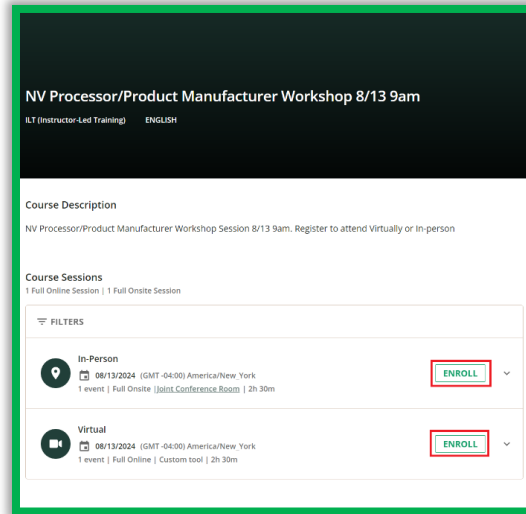 NV Processor/Product Manufacturer Workshop 8/13 9am
ILT (Instructor-Led Training) ENGLISH
Course Description
NV Processor/Product Manufacturer Workshop Session 8/13 9am. Register to attend Virtually or In-person
Course Sessions
1 Full Online Session | 1 Full Onsite Session
FILTERS
In-Person
08/13/2024 (GMT -04:00) America/New_York
1 event | Full Onsite |Joint Conference Room | 2h 30m
ENROLL
Virtual
08/13/2024 (GMT -04:00) America/New_York
1 event | Full Online | Custom tool | 2h 30m
ENROLL